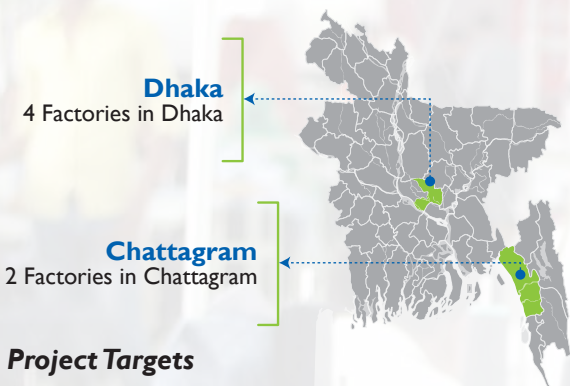 Dhaka
4 Factories in Dhaka
Chattagram
2 Factories in Chattagram
Project Targets